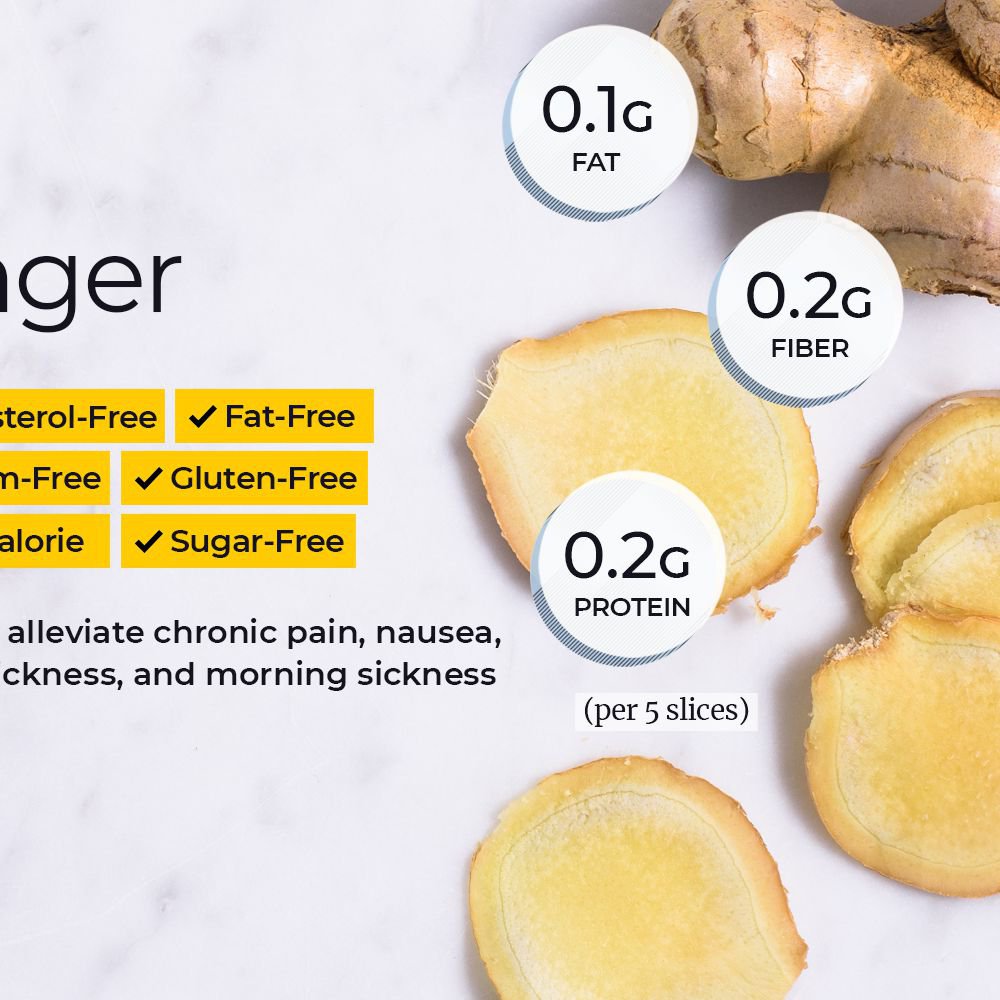 0.1G
FAT
0.2G
FIBER
nger
sterol-Free ✓ Fat-Free
m-Free ✓ Gluten-Free
alorie ✓ Sugar-Free
0.2G
PROTEIN
alleviate chronic pain, nausea,
ickness, and morning sickness
(per 5 slices)